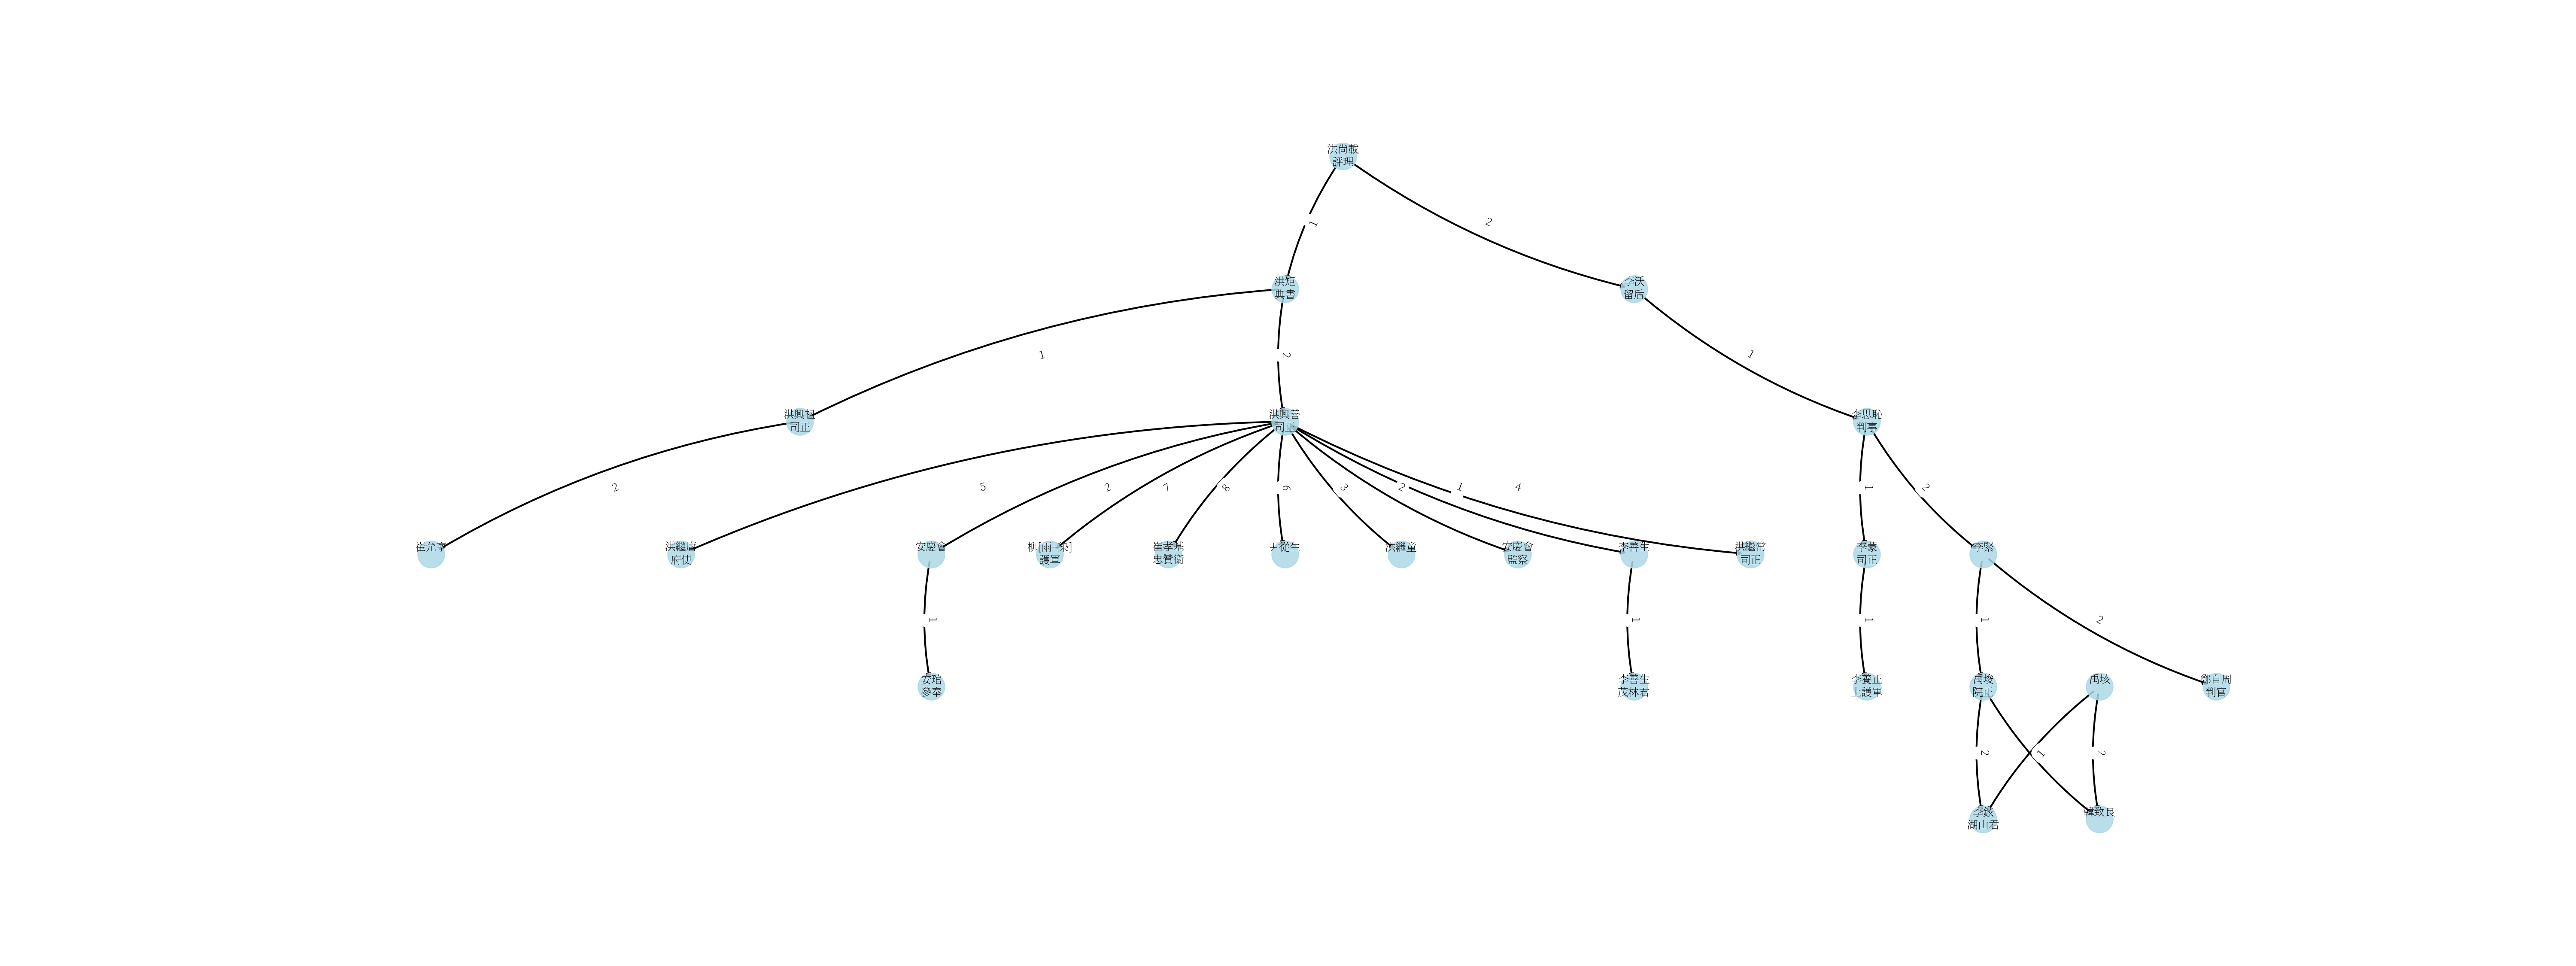 洪尙載
評理
1
2
洪矩
典書
李沃
留后
1
2
1
洪興祖
司正
洪興善
司正
李思恥
判事
2
5
2
7
8
6
3
2
1
4
1
2
崔允亨
洪繼庸
府使
安慶會
柳[雨+染]
護軍
崔孝基
忠贊衛
尹從生
洪繼童
安慶會
監察
李善生
洪繼常
司正
李蒙
司正
李緊
1
1
1
1
2
安琯
參奉
李善生
茂林君
李養正
上護軍
禹埈
院正
禹垓
鄭自周
判官
2
1
2
李鉉
湖山君
韓致良